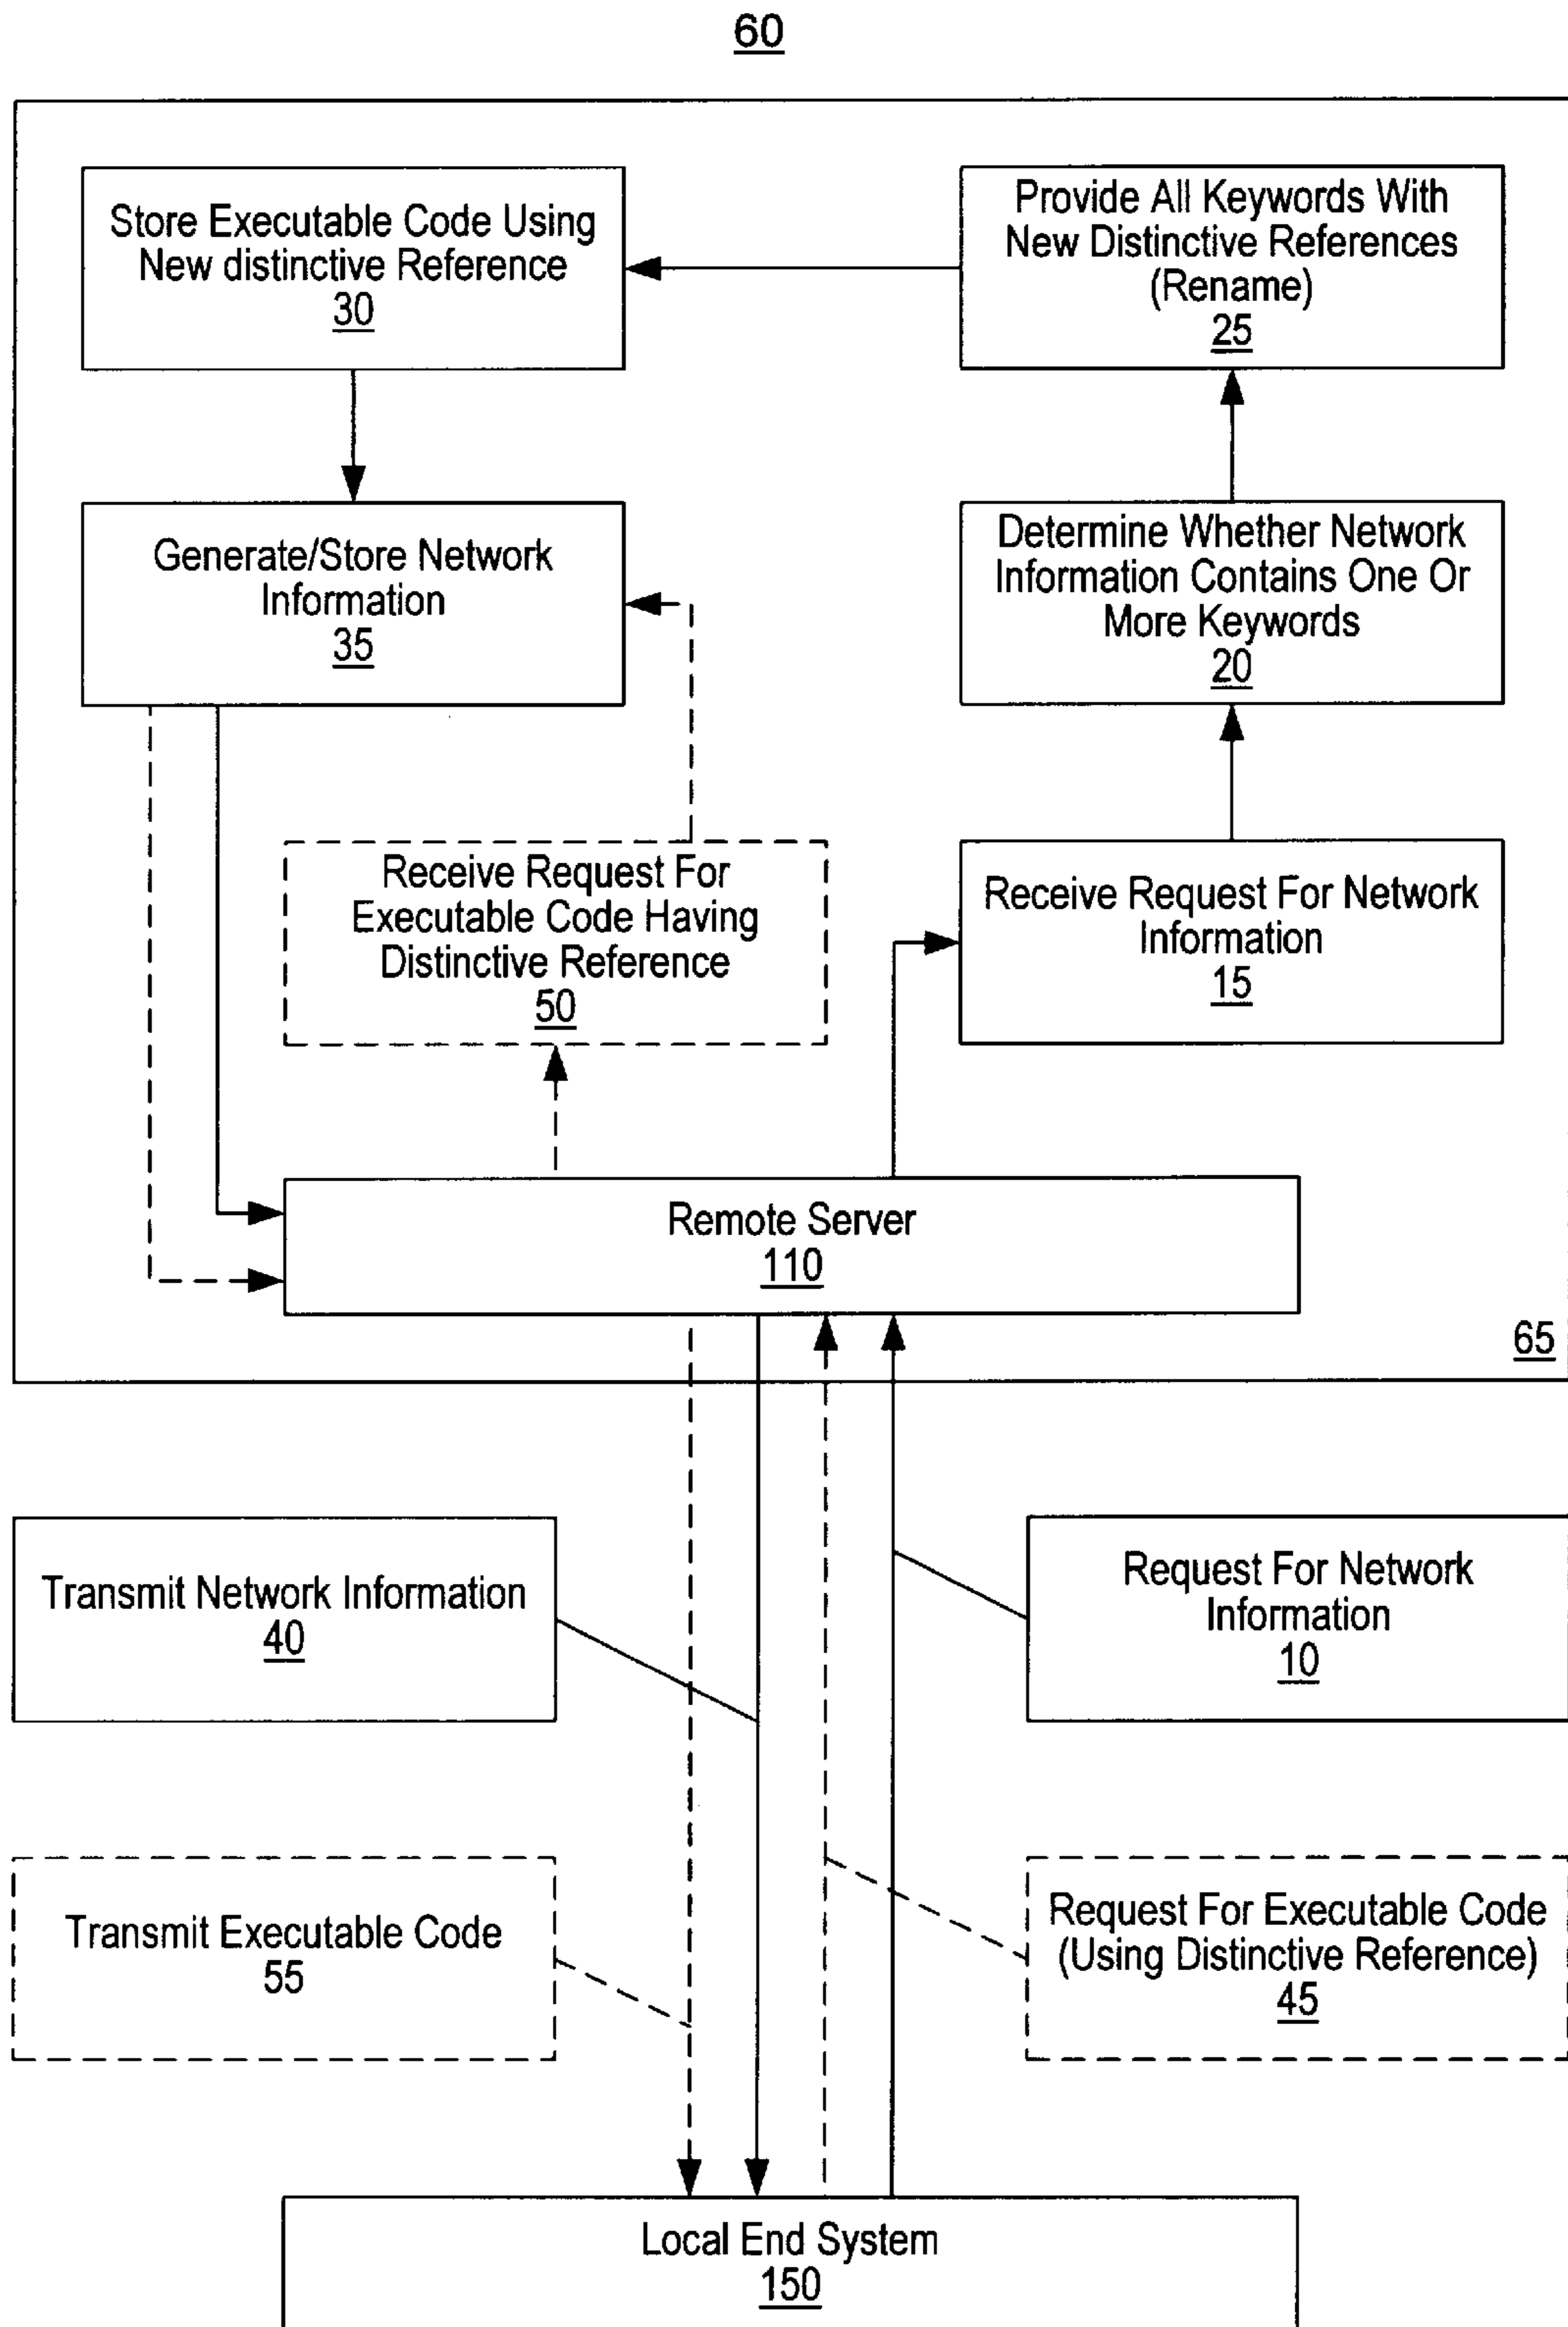 60
Store Executable Code Using
New distinctive Reference
30
Provide All Keywords With
New Distinctive References
(Rename)
25
Generate/Store Network
Information
35
Determine Whether Network
Information Contains One Or
More Keywords
20
Receive Request For
Executable Code Having
Distinctive Reference
50
Receive Request For Network
Information
15
Remote Server
110
65
Transmit Network Information
40
Request For Network
Information
10
Transmit Executable Code
55
Request For Executable Code
(Using Distinctive Reference)
45
Local End System
150